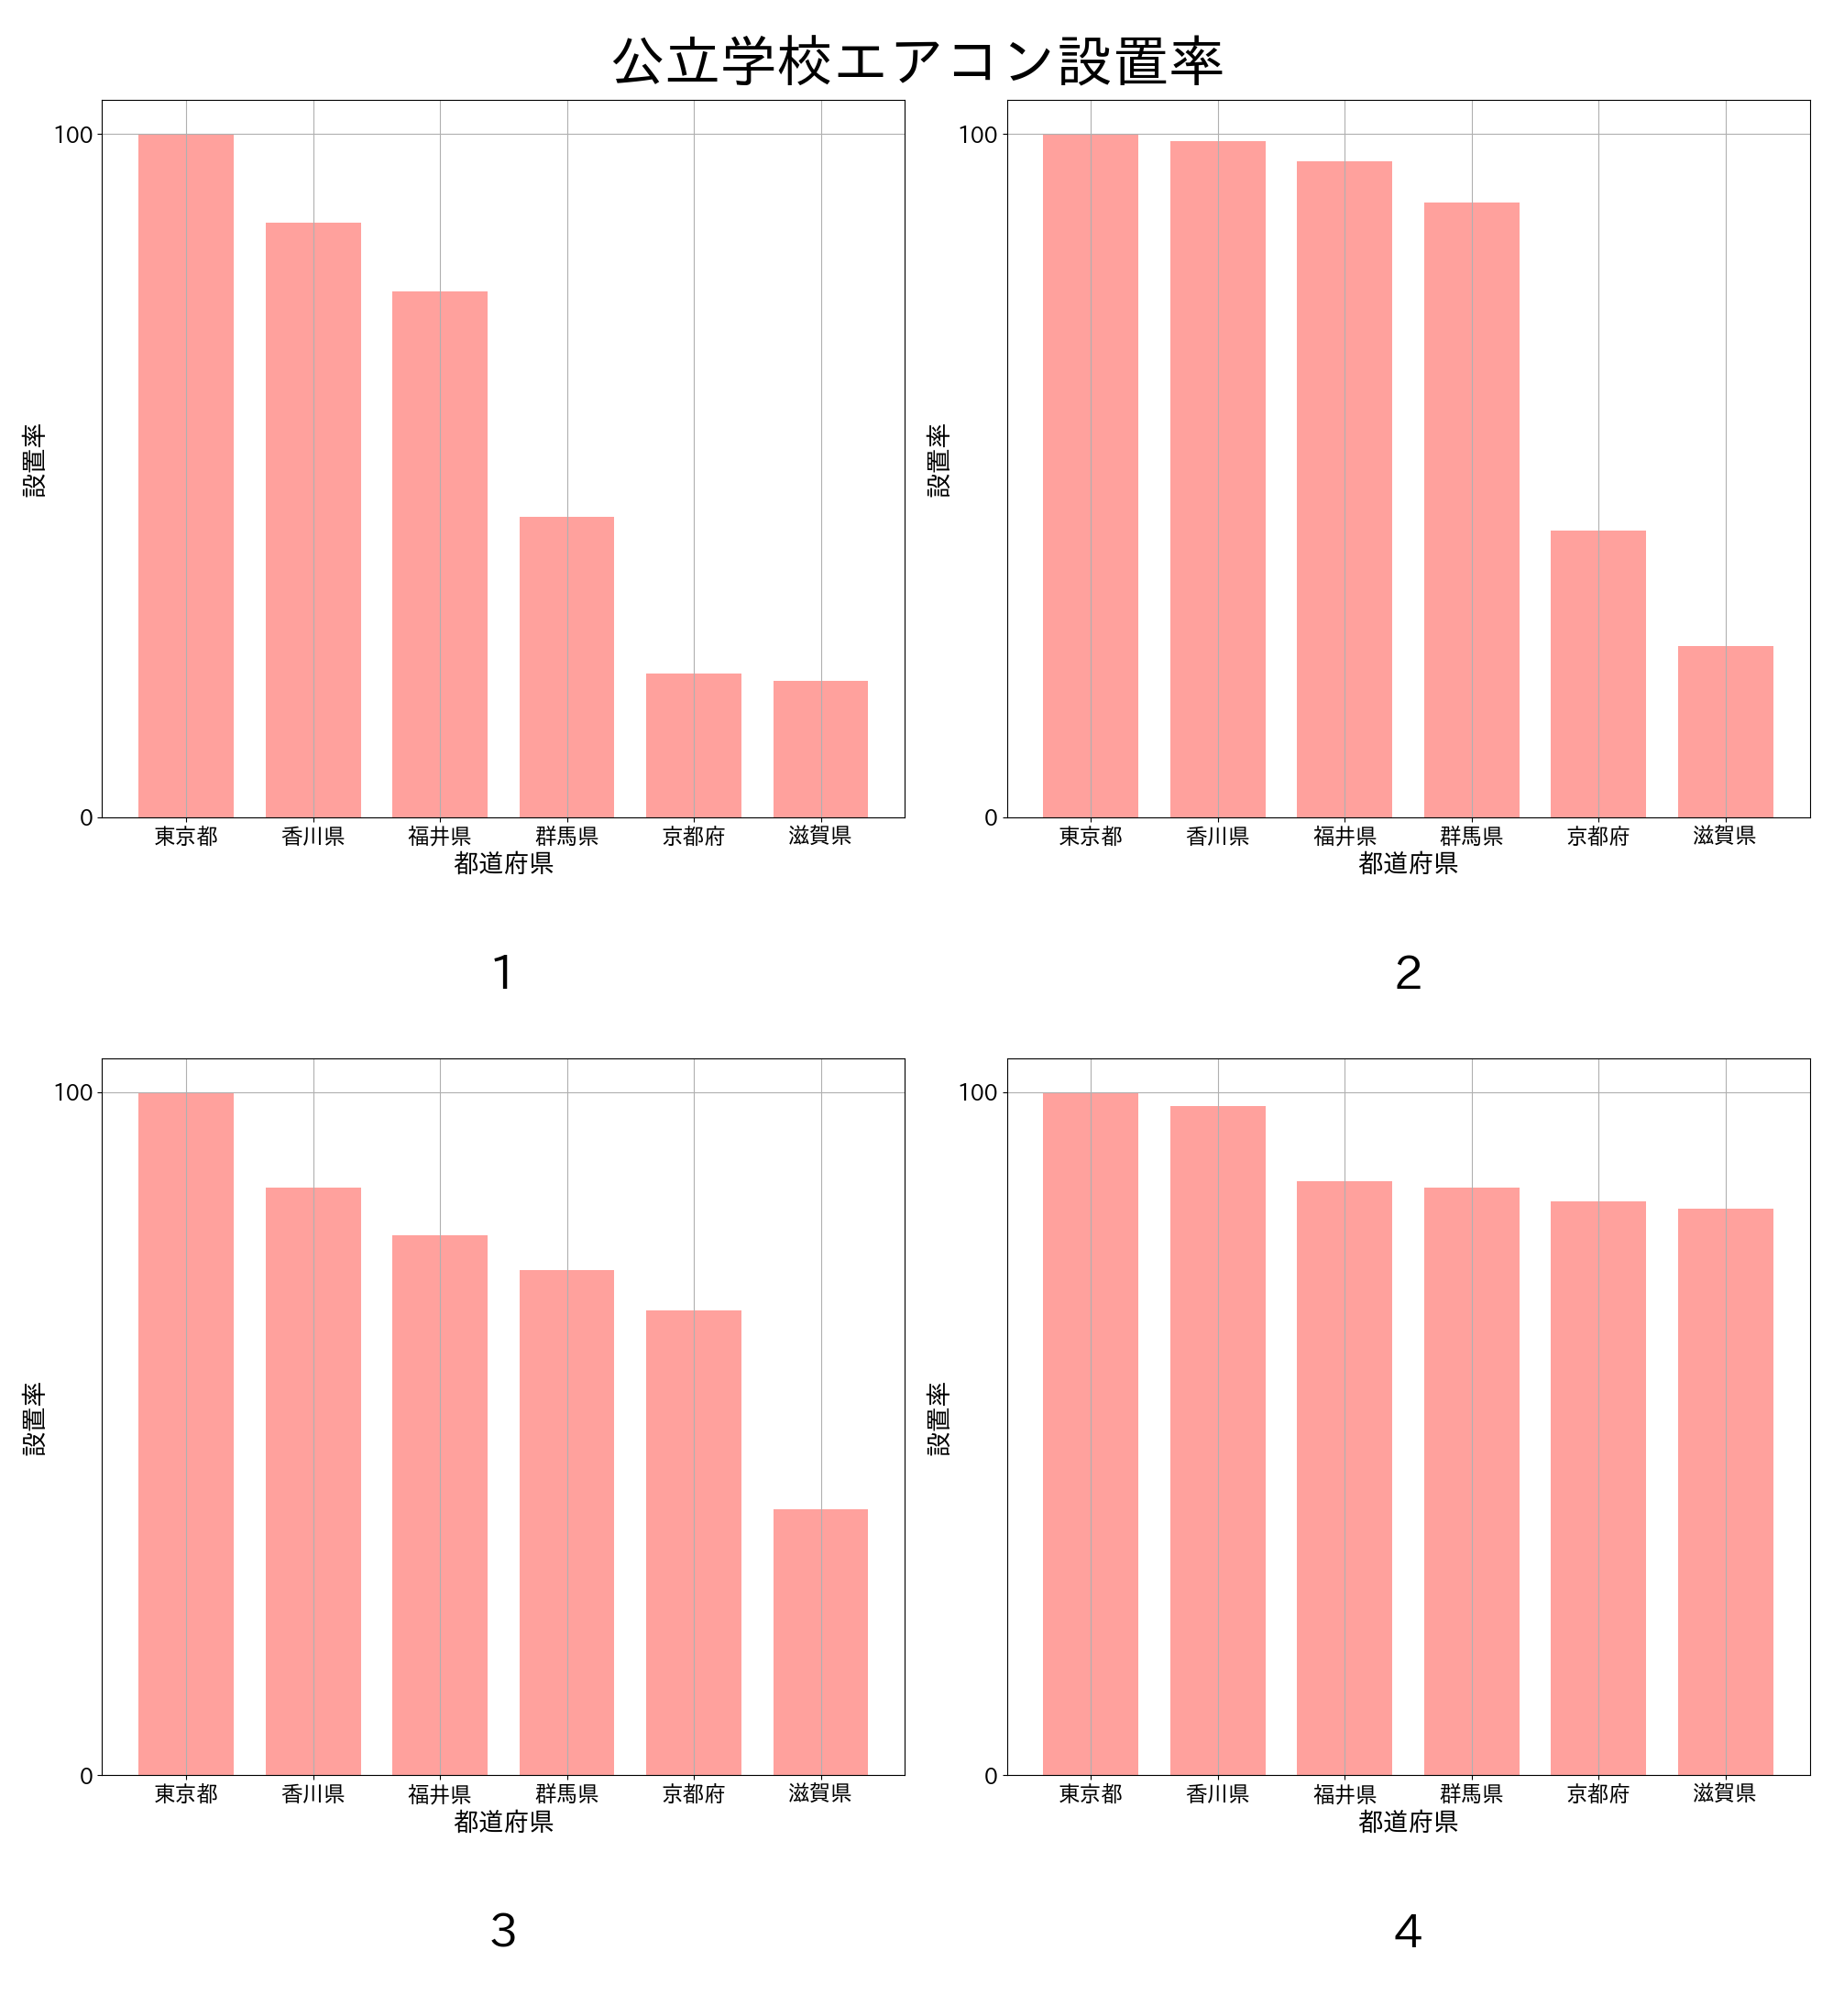 公立学校エアコン設置率
100
0
設置率
東京都 香川県 福井県 群馬県 京都府 滋賀県
都道府県
1
100
0
設置率
東京都 香川県 福井県 群馬県 京都府 滋賀県
都道府県
2
100
0
設置率
東京都 香川県 福井県 群馬県 京都府 滋賀県
都道府県
3
100
0
設置率
東京都 香川県 福井県 群馬県 京都府 滋賀県
都道府県
4